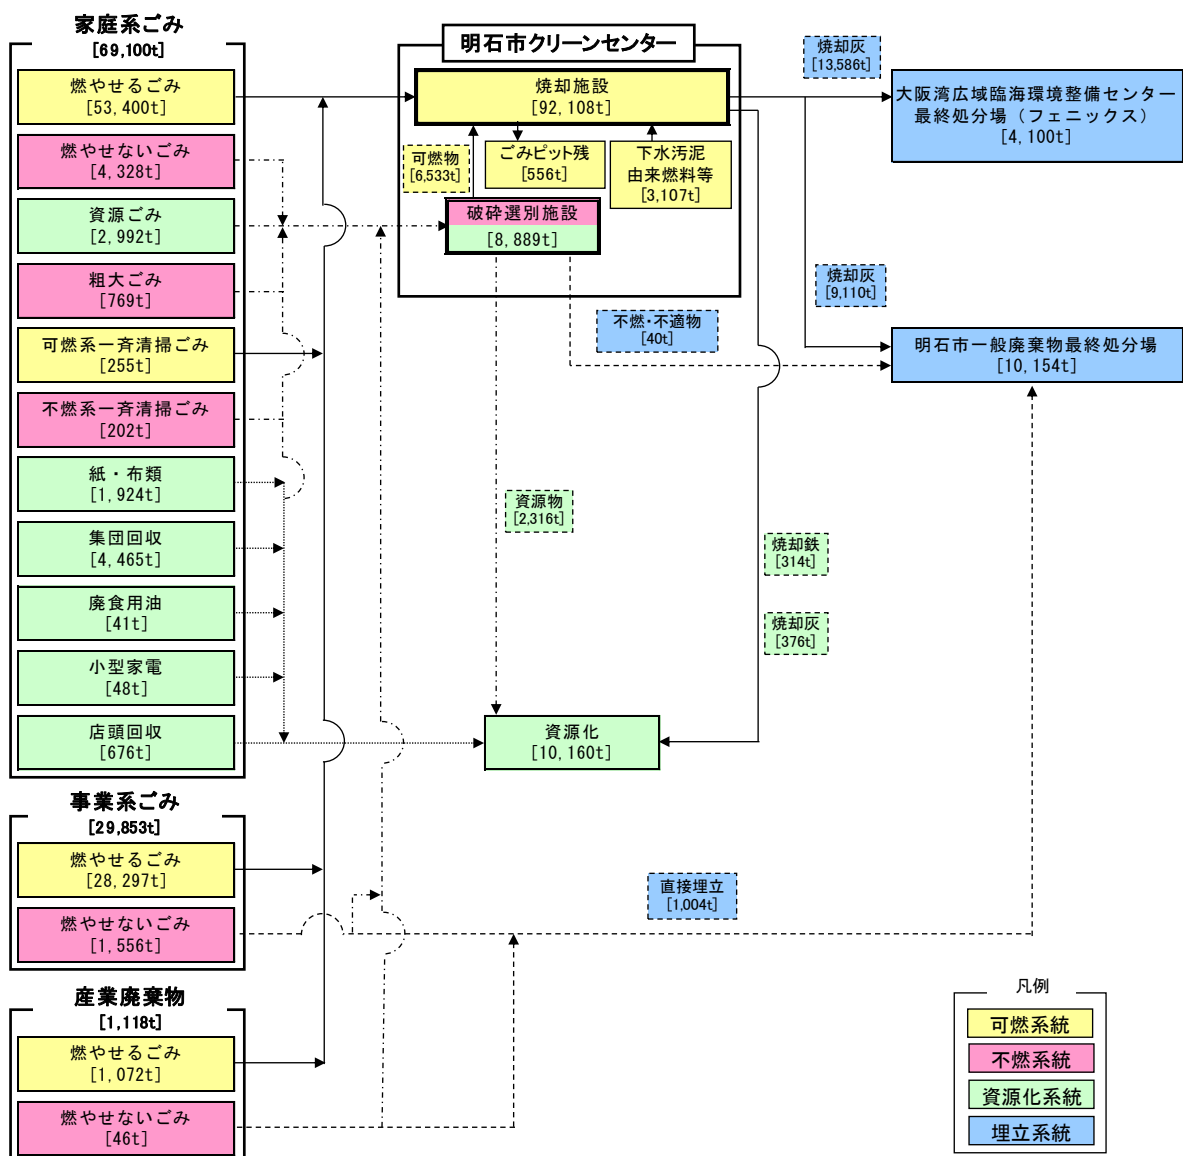 家庭系ごみ
[69,100t]
燃やせるごみ
[53,400t]
燃やせないごみ
[4,328t]
資源ごみ
[2,992t]
粗大ごみ
[769t]
可燃系一斉清掃ごみ
[255t]
不燃系一斉清掃ごみ
[202t]
紙・布類
[1,924t]
集団回収
[4,465t]
廃食用油
[41t]
小型家電
[48t]
店頭回収
[676t]
事業系ごみ
[29,853t]
燃やせるごみ
[28,297t]
燃やせないごみ
[1,556t]
産業廃棄物
[1,118t]
燃やせるごみ
[1,072t]
燃やせないごみ
[46t]
明石市クリーンセンター
焼却施設
[92,108t]
可燃物
[6,533t]
ごみピット残
[556t]
下水汚泥
由来燃料等
[3,107t]
破砕選別施設
[8,889t]
不燃・不適物
[40t]
資源物
[2,316t]
資源化
[10,160t]
焼却灰
[13,586t]
焼却灰
[9,110t]
焼却鉄
[314t]
焼却灰
[376t]
直接埋立
[1,004t]
大阪湾広域臨海環境整備センター
最終処分場（フェニックス）
[4,100t]
明石市一般廃棄物最終処分場
[10,154t]
凡例
可燃系統
不燃系統
資源化系統
埋立系統